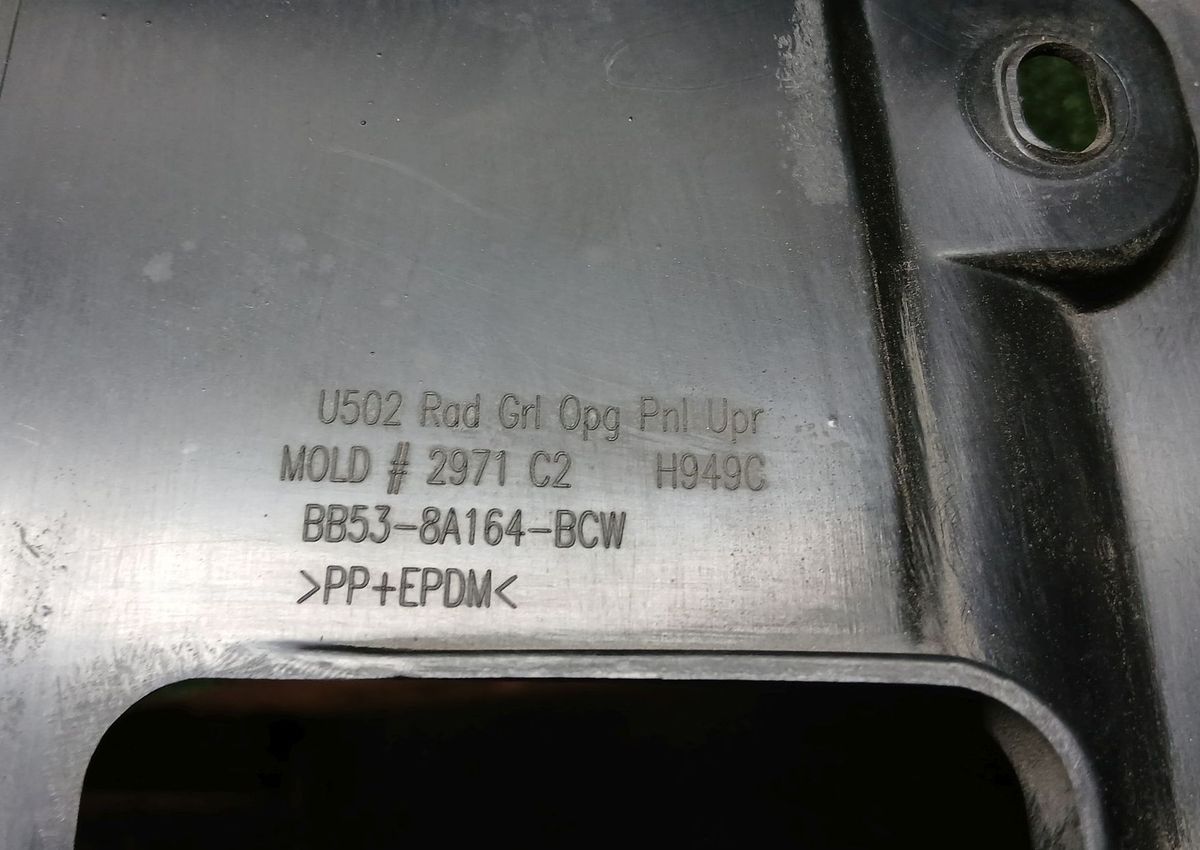 U502 Rad Grl Opg Pnl Upr
MOLD # 2971 C2 H949C
BB53-8A164-BCW
>PP+EPDM<